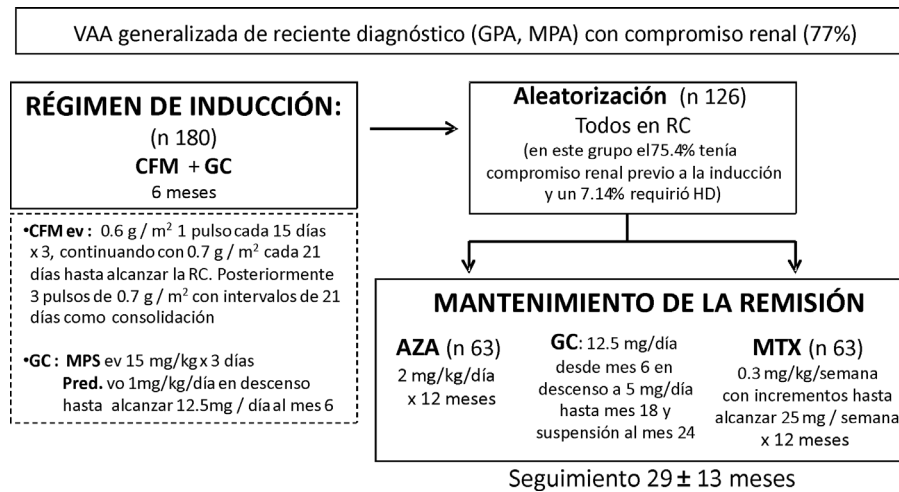 VAA generalizada de reciente diagnóstico (GPA, MPA) con compromiso renal (77%)
RÉGIMEN DE INDUCCIÓN:
(n 180)
CFM + GC
6 meses
•CFM ev : 0.6 g / m² 1 pulso cada 15 días
x 3, continuando con 0.7 g / m² cada 21
días hasta alcanzar la RC. Posteriormente
3 pulsos de 0.7 g / m² con intervalos de 21
días como consolidación
•GC : MPS ev 15 mg/kg x 3 días
Pred. vo 1mg/kg/día en descenso
hasta alcanzar 12.5mg / día al mes 6
Aleatorización (n 126)
Todos en RC
(en este grupo el75.4% tenía
compromiso renal previo a la inducción
y un 7.14% requirió HD)
MANTENIMIENTO DE LA REMISIÓN
AZA (n 63)
2 mg/kg/día
x 12 meses
GC: 12.5 mg/día
desde mes 6 en
descenso a 5 mg/día
hasta mes 18 y
suspensión al mes 24
MTX (n 63)
0.3 mg/kg/semana
con incrementos hasta
alcanzar 25 mg / semana
x 12 meses
Seguimiento 29 ± 13 meses